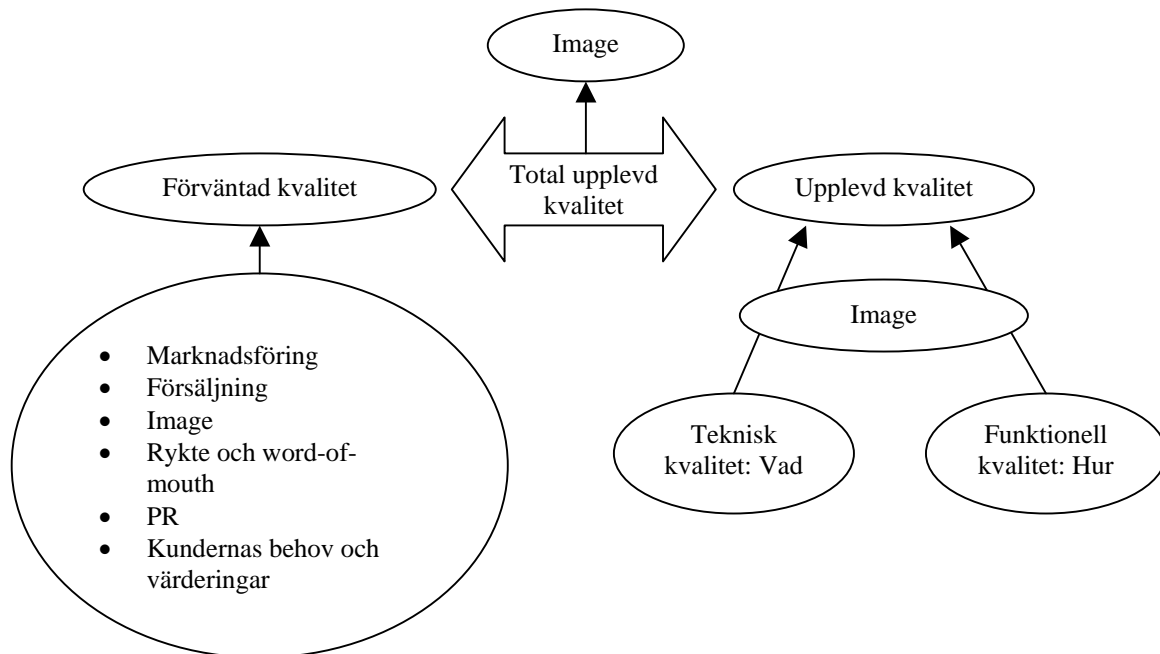 Image
Förväntad kvalitet
Total upplevd
kvalitet
Upplevd kvalitet
• Marknadsföring
• Försäljning
• Image
• Rykte och word-of-
mouth
• PR
• Kundernas behov och
värderingar
Image
Teknisk
kvalitet: Vad
Funktionell
kvalitet: Hur